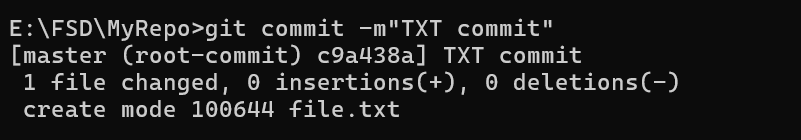 E:\FSD\MyRepo>git commit -m"TXT commit"
[master (root-commit) c9a438a] TXT commit
 1 file changed, 0 insertions(+), 0 deletions(-)
 create mode 100644 file.txt